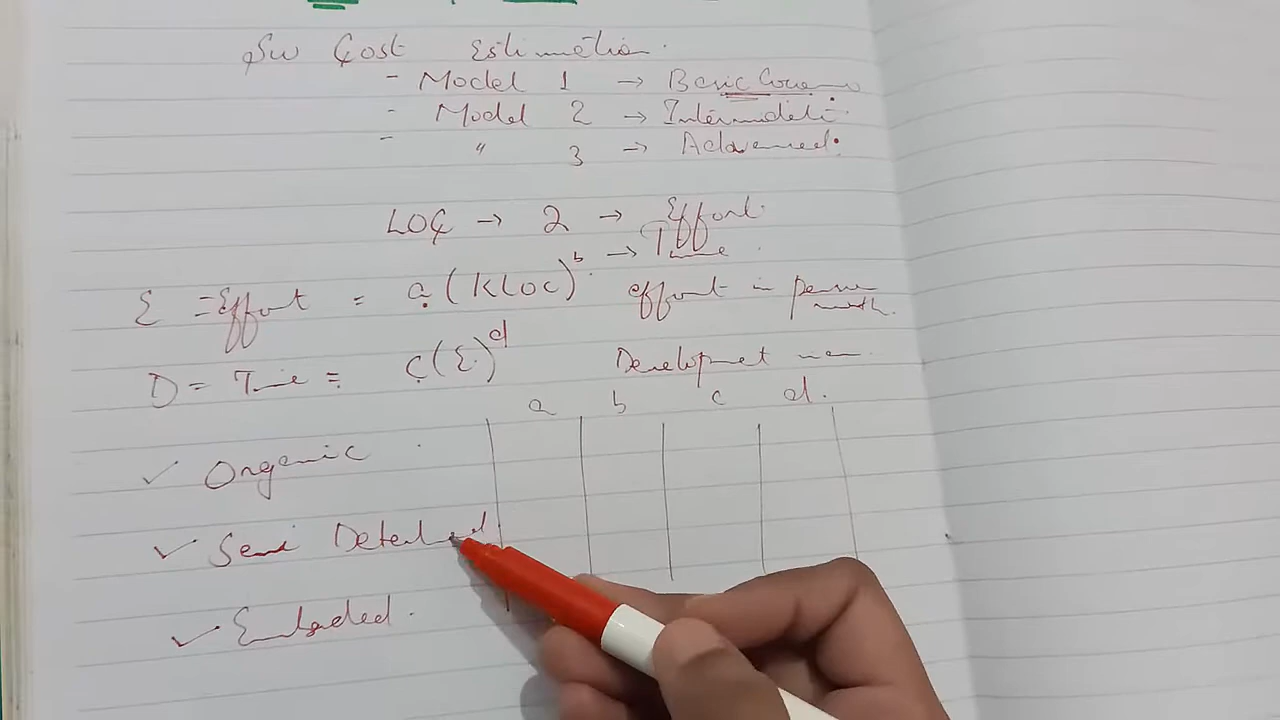 SW Cost Estimation.
- Model 1 → Basic Cocomo
- Model 2 → Intermediate
- " 3 → Advanced.
LOC → 2 → Effort.
→ Time.
E = Effort = a(KLOC)^b effort in person month.
D = Time = c(E)^d Development
a b c d.
✓ Organic
✓ Semi Detached
✓ Embedded.